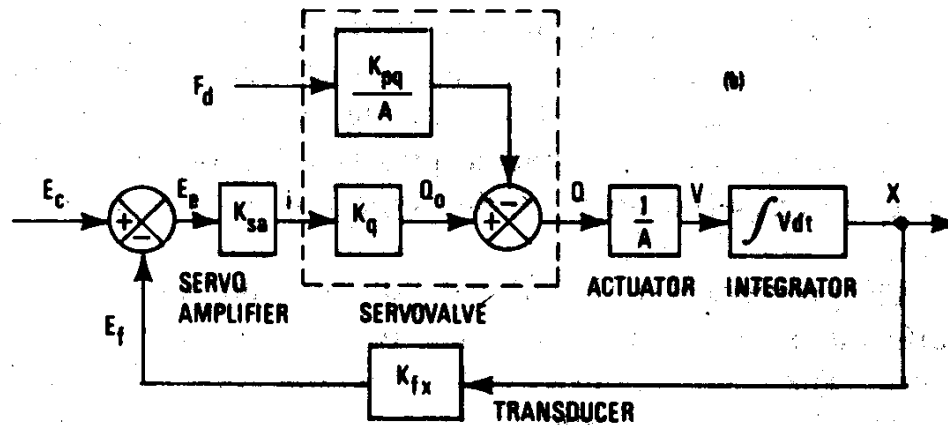 F_d
K_pq
A
(b)
E_c
E_e
K_sa
i
K_q
Q_o
Q
1
A
V
∫ Vdt
X
+
−
+
−
SERVO
AMPLIFIER
SERVOVALVE
ACTUATOR
INTEGRATOR
E_f
K_fx
TRANSDUCER